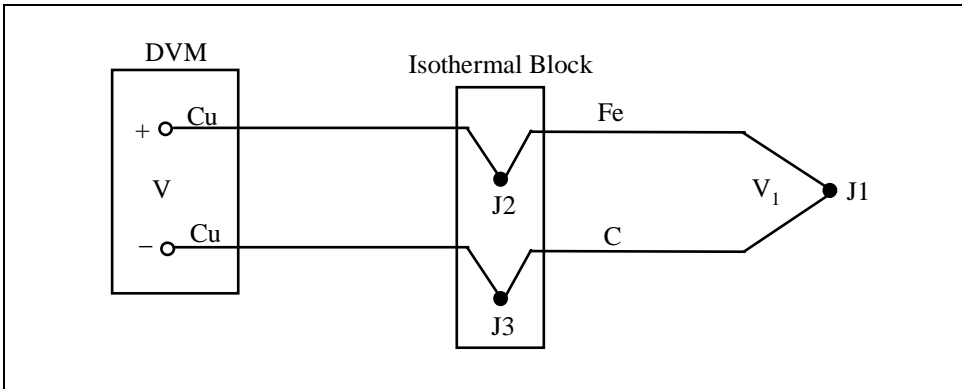 DVM
Isothermal Block
+ Cu
Fe
V
J2
V1
J1
− Cu
C
J3